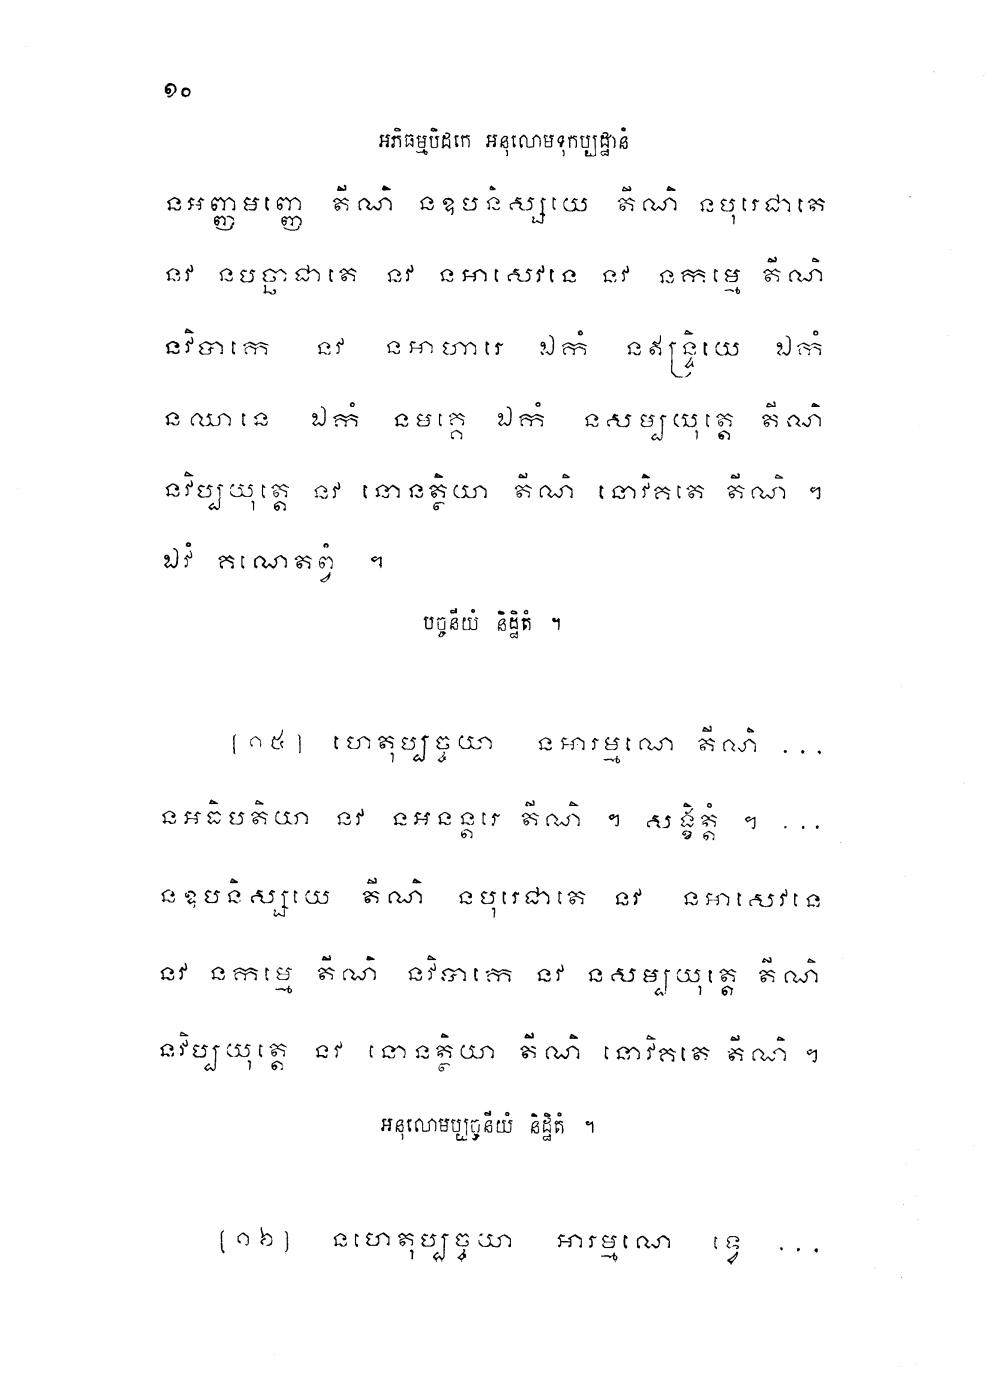 ១០
អភិធម្មបិដកេ អនុលោមទុកប្បដ្ឋានំ
នអញ្ញមញ្ញេ តីណិ នឧបនិស្សយេ តីណិ នបុរេជាតេ
នវ នបច្ឆាជាតេ នវ នអាសេវនេ នវ នកម្មេ តីណិ
នវិបាកេ នវ នអាហារេ ឯកំ នឥន្ទ្រិយេ ឯកំ
នឈានេ ឯកំ នមគ្គេ ឯកំ នសម្បយុត្តេ តីណិ
នវិប្បយុត្តេ នវ នោនត្ថិយា តីណិ នោវិគតេ តីណិ ។
ឯវំ គណេតព្វំ ។
បច្ចនីយំ និដ្ឋិតំ ។
[១៥] ហេតុប្បច្ចយា នអារម្មណេ តីណិ ...
នអធិបតិយា នវ នអនន្តរេ តីណិ ។ សង្ខិត្តំ ។ ...
នឧបនិស្សយេ តីណិ នបុរេជាតេ នវ នអាសេវនេ
នវ នកម្មេ តីណិ នវិបាកេ នវ នសម្បយុត្តេ តីណិ
នវិប្បយុត្តេ នវ នោនត្ថិយា តីណិ នោវិគតេ តីណិ ។
អនុលោមប្បច្ចនីយំ និដ្ឋិតំ ។
[១៦] នហេតុប្បច្ចយា អារម្មណេ ទ្វេ ...